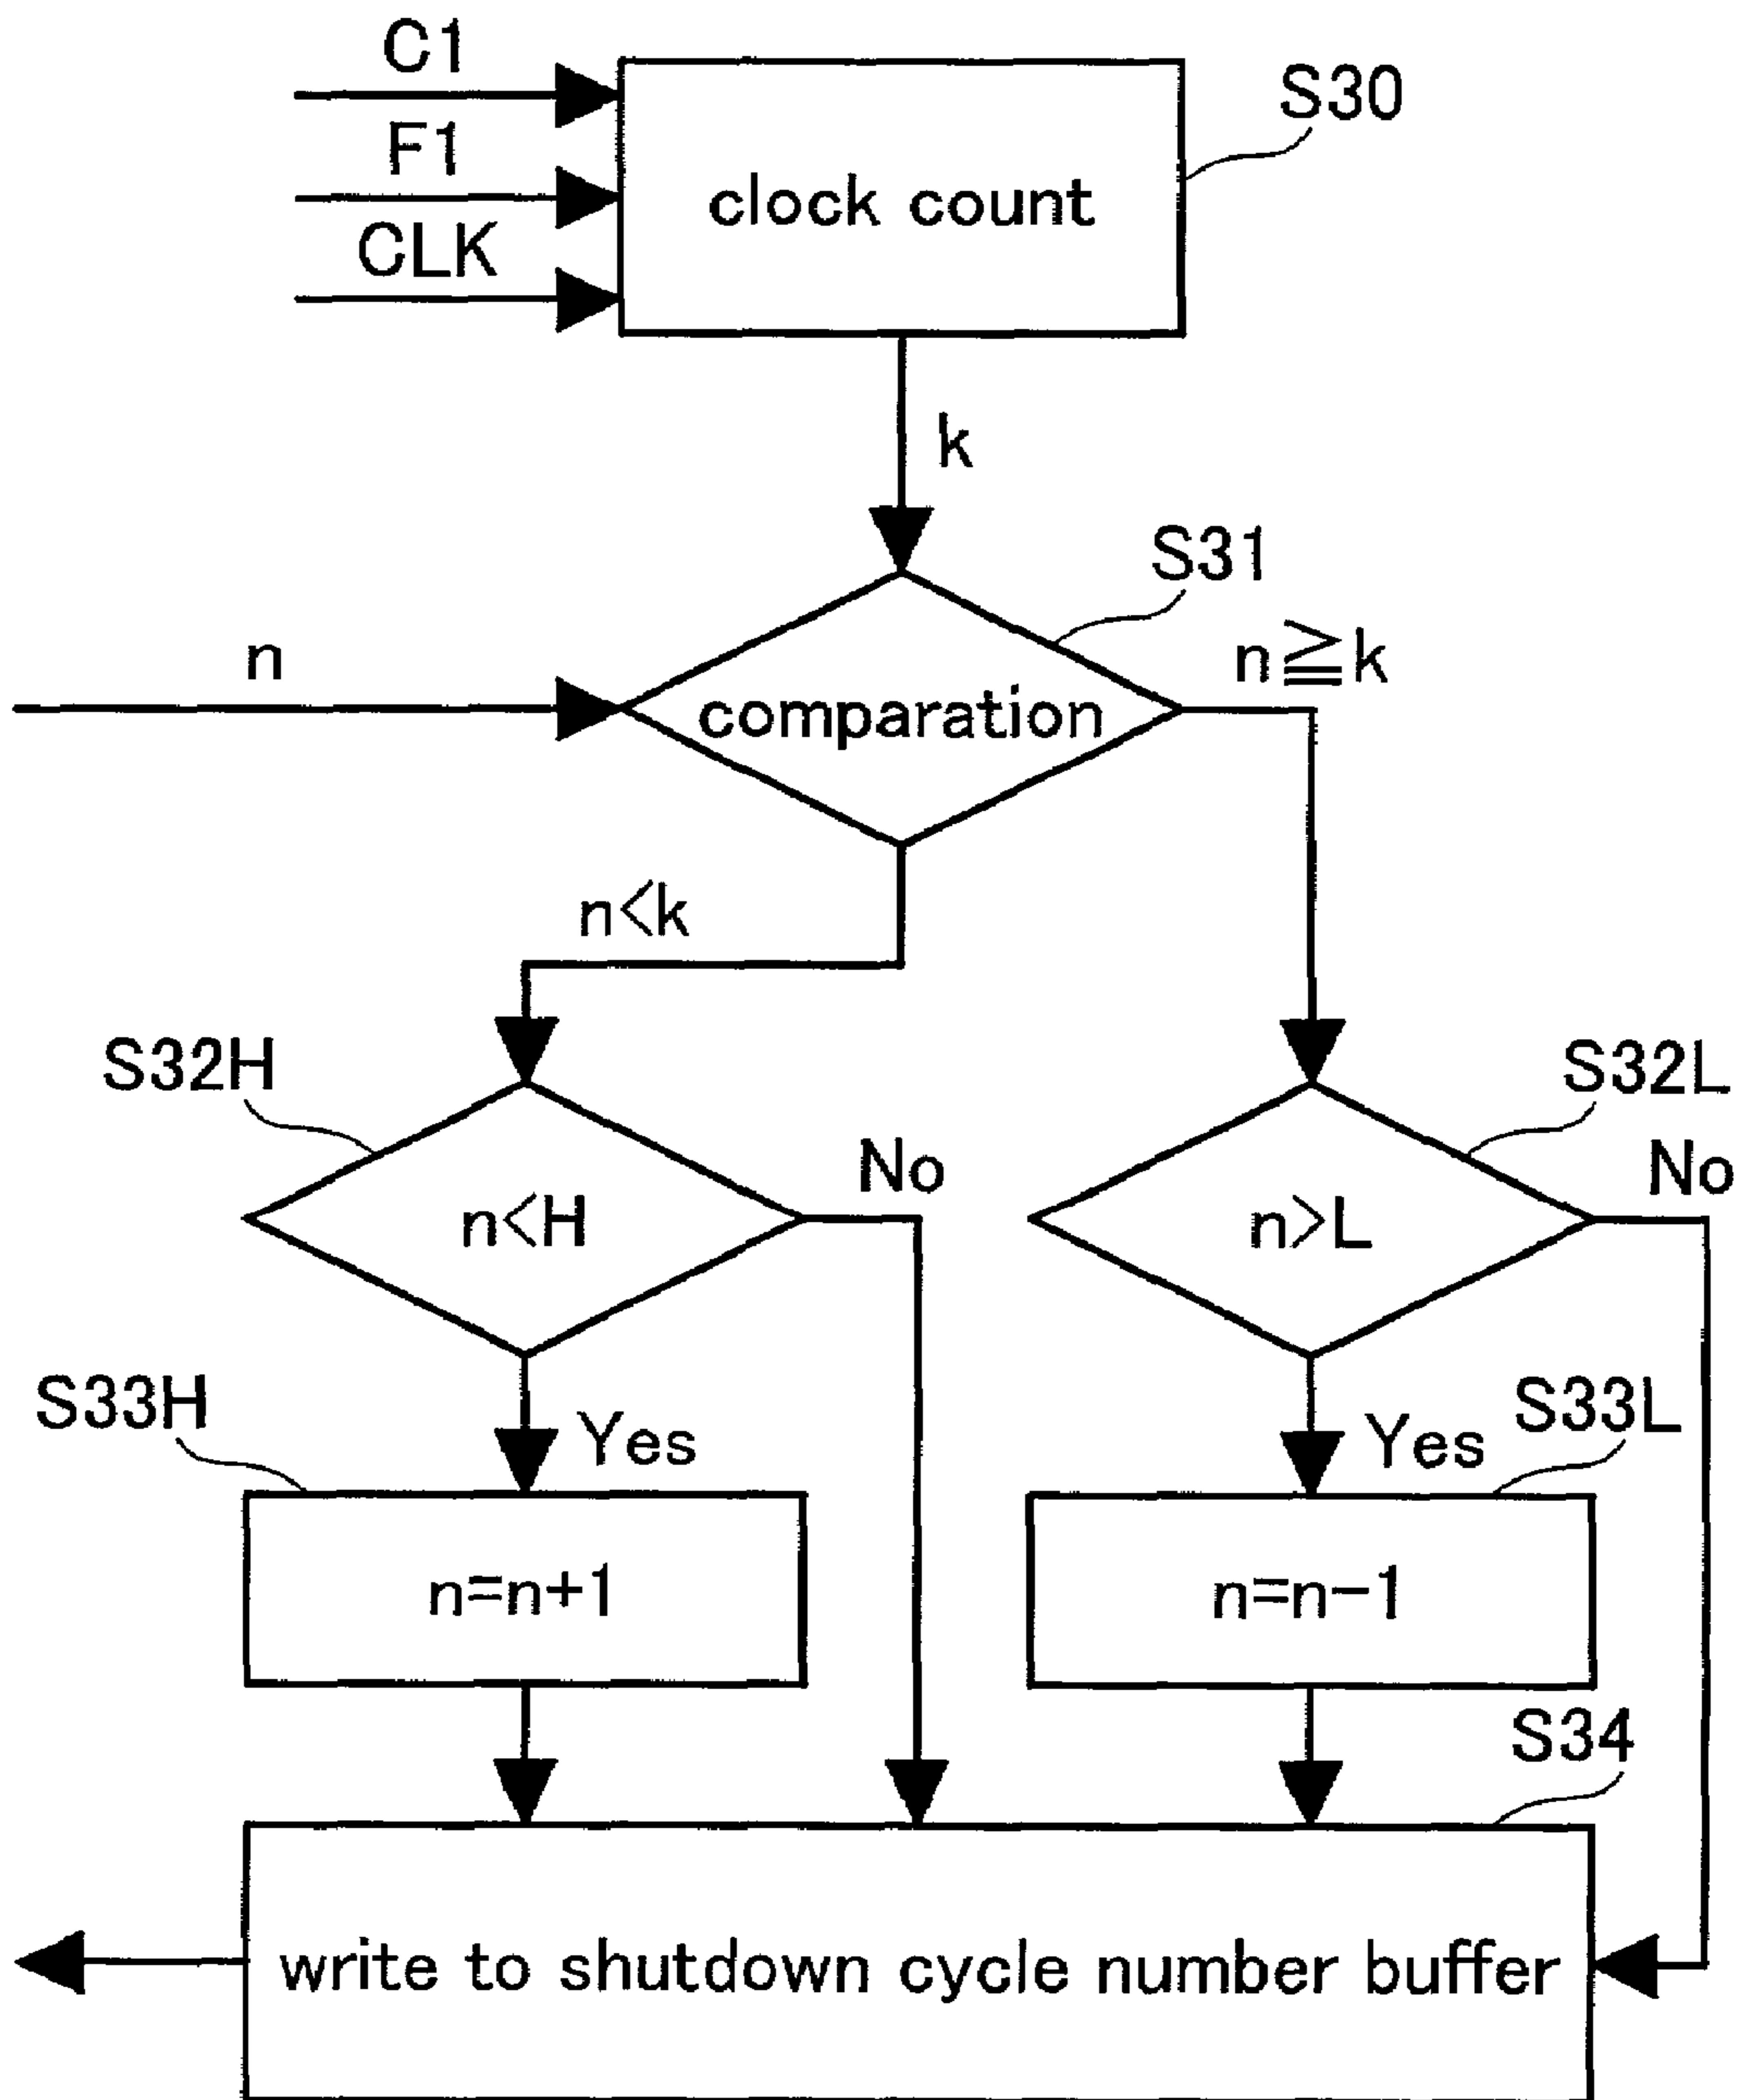 C1
S30
F1
clock count
CLK
k
S31
n
n≧k
comparation
n<k
S32H
S32L
No
No
n<H
n>L
S33H
S33L
Yes
Yes
n=n+1
n=n-1
S34
write to shutdown cycle number buffer